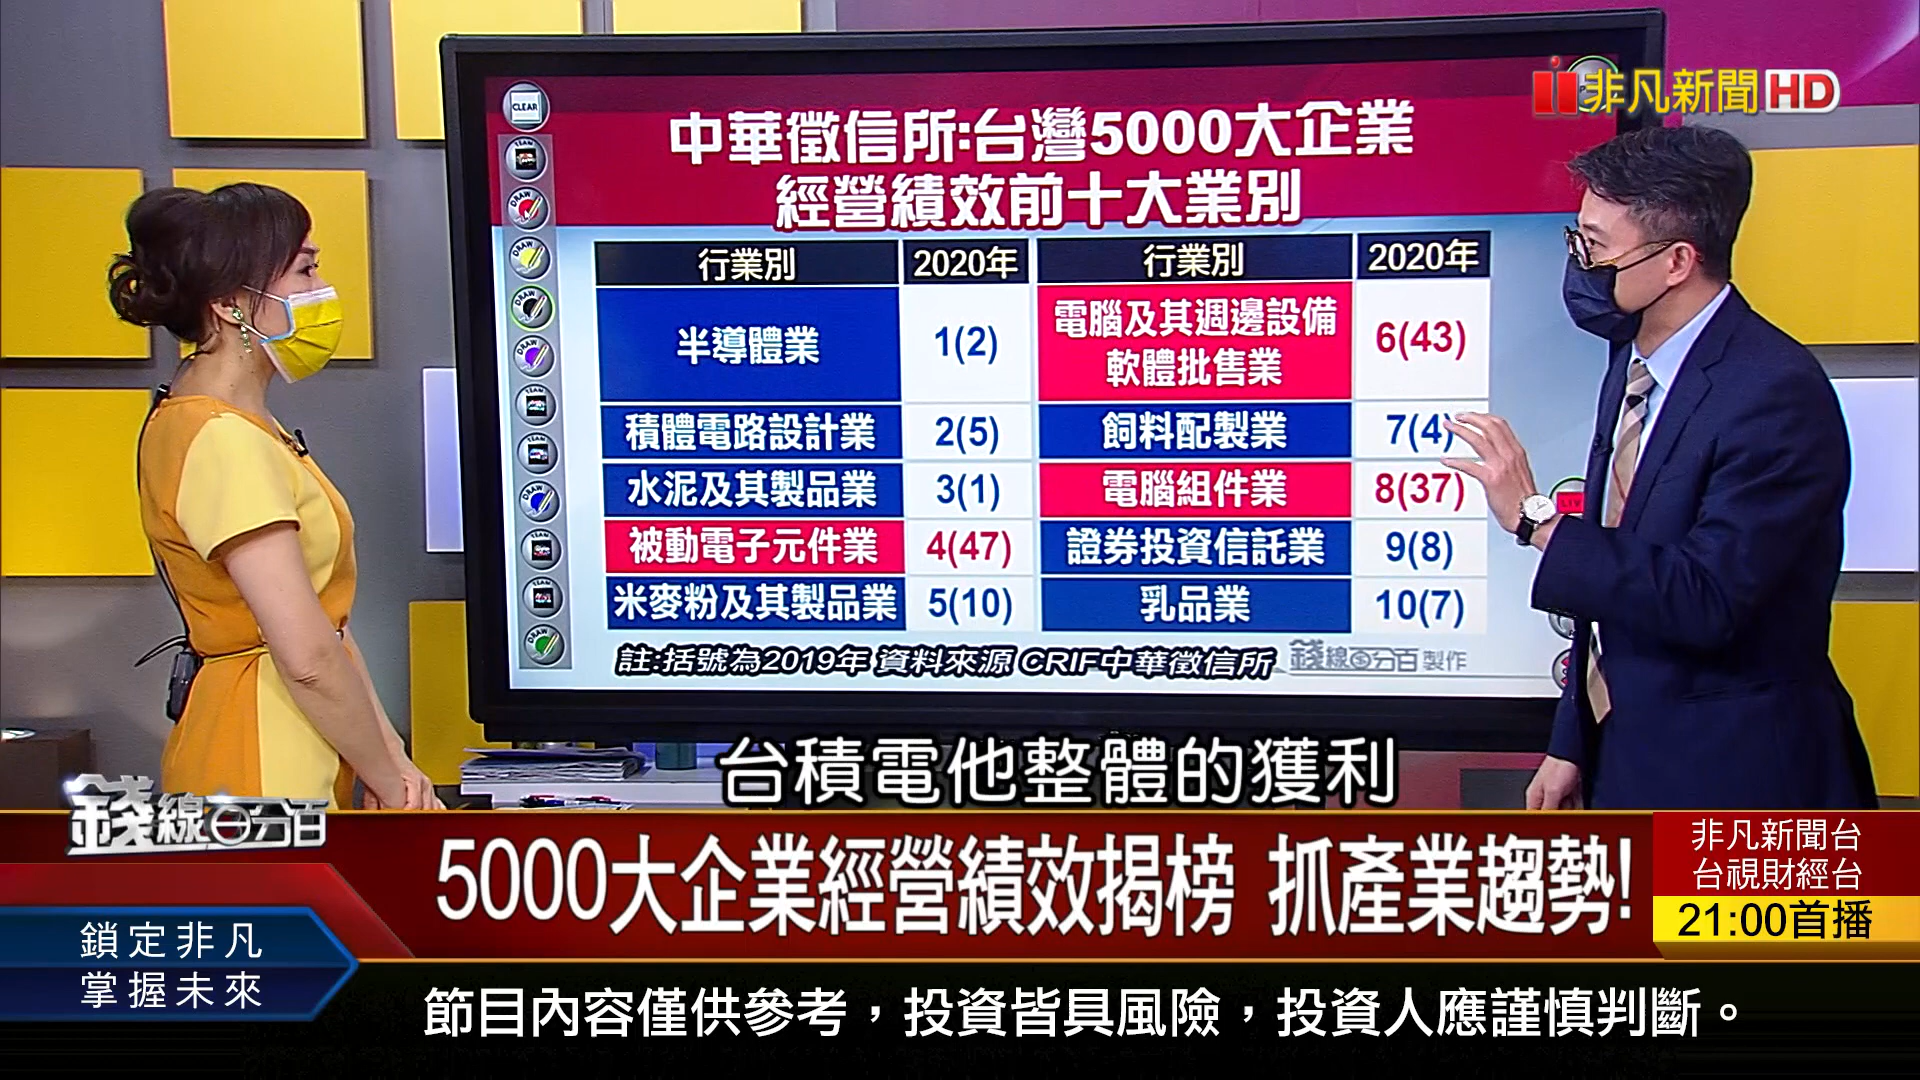 非凡新聞HD
中華徵信所:台灣5000大企業
經營績效前十大業別
行業別 2020年 行業別 2020年
半導體業 1(2) 電腦及其週邊設備軟體批售業 6(43)
積體電路設計業 2(5) 飼料配製業 7(4)
水泥及其製品業 3(1) 電腦組件業 8(37)
被動電子元件業 4(47) 證券投資信託業 9(8)
米麥粉及其製品業 5(10) 乳品業 10(7)
註:括號為2019年 資料來源 CRIF中華徵信所 錢線百分百 製作
CLEAR
TEAM
DRAW
DRAW
DRAW
DRAW
TEAM
TEAM
DRAW
TEAM
TEAM
DRAW
台積電他整體的獲利
錢線百分百
5000大企業經營績效揭榜 抓產業趨勢!
非凡新聞台
台視財經台
21:00首播
鎖定非凡
掌握未來
節目內容僅供參考，投資皆具風險，投資人應謹慎判斷。